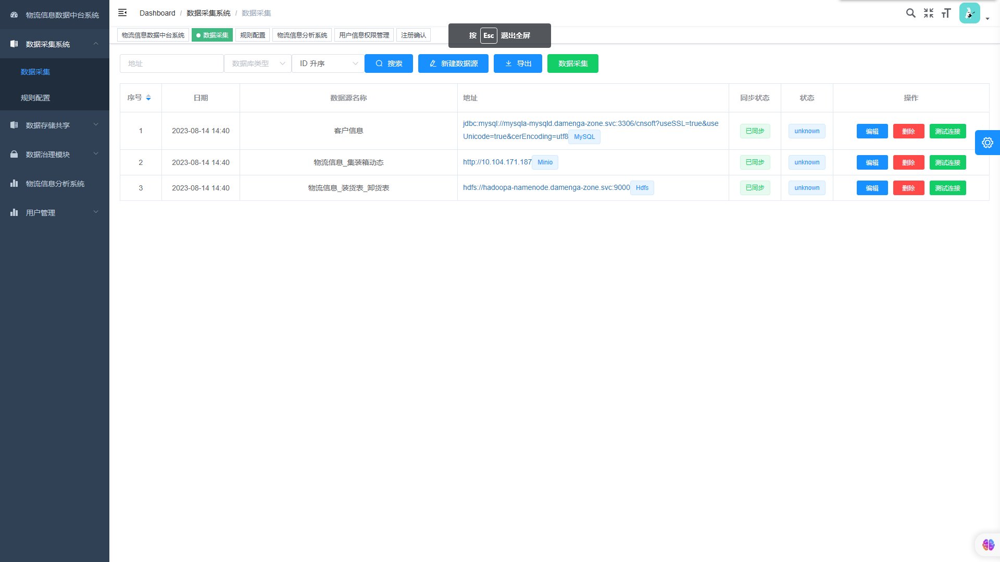 物流信息数据中台系统
数据采集系统
数据采集
规则配置
数据存储共享
数据治理模块
物流信息分析系统
用户管理
Dashboard / 数据采集系统 / 数据采集
物流信息数据中台系统 数据采集 规则配置 物流信息分析系统 用户信息权限管理 注册确认
按 Esc 退出全屏
地址 数据库类型 ID 升序 搜索 新建数据源 导出 数据采集
序号 日期 数据源名称 地址 同步状态 状态 操作
1 2023-08-14 14:40 客户信息 jdbc:mysql://mysqla-mysqld.damenga-zone.svc:3306/cnsoft?useSSL=true&use
Unicode=true&cerEncoding=utf8 MySQL 已同步 unknown 编辑 删除 测试连接
2 2023-08-14 14:40 物流信息_集装箱动态 http://10.104.171.187 Minio 已同步 unknown 编辑 删除 测试连接
3 2023-08-14 14:40 物流信息_装货表_卸货表 hdfs://hadoopa-namenode.damenga-zone.svc:9000 Hdfs 已同步 unknown 编辑 删除 测试连接